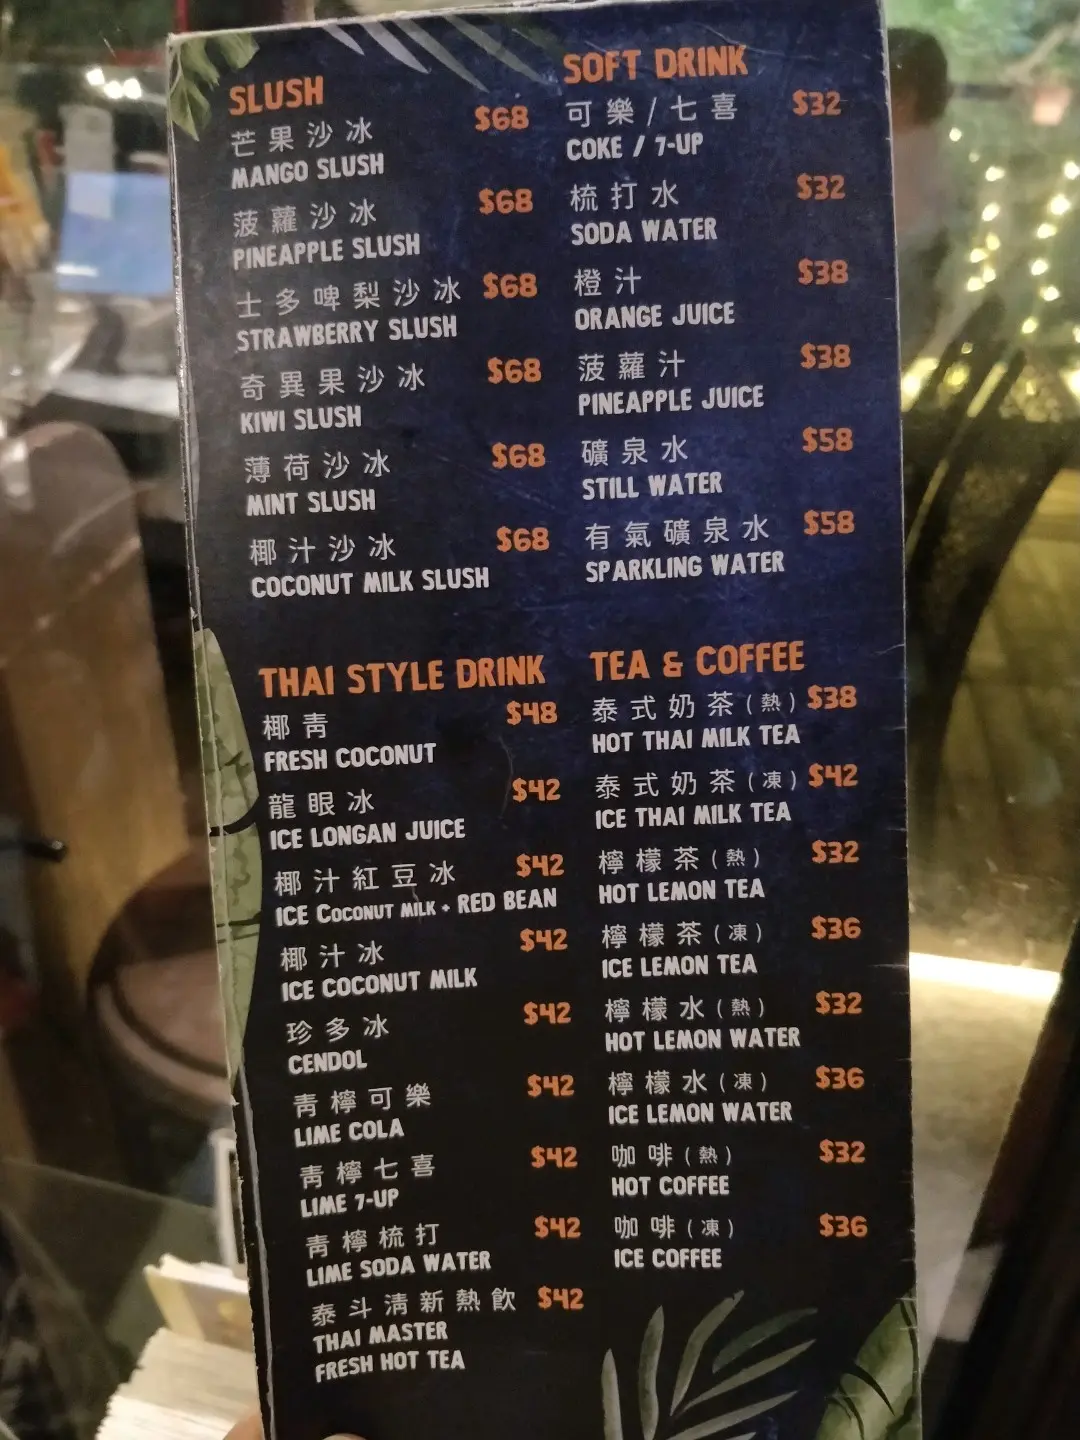 SLUSH
芒果沙冰 $68
MANGO SLUSH
菠蘿沙冰 $68
PINEAPPLE SLUSH
士多啤梨沙冰 $68
STRAWBERRY SLUSH
奇異果沙冰 $68
KIWI SLUSH
薄荷沙冰 $68
MINT SLUSH
椰汁沙冰 $68
COCONUT MILK SLUSH
SOFT DRINK
可樂/七喜 $32
COKE / 7-UP
梳打水 $32
SODA WATER
橙汁 $38
ORANGE JUICE
菠蘿汁 $38
PINEAPPLE JUICE
礦泉水 $58
STILL WATER
有氣礦泉水 $58
SPARKLING WATER
THAI STYLE DRINK
椰青 $48
FRESH COCONUT
龍眼冰 $42
ICE LONGAN JUICE
椰汁紅豆冰 $42
ICE COCONUT MILK + RED BEAN
椰汁冰 $42
ICE COCONUT MILK
珍多冰 $42
CENDOL
青檸可樂 $42
LIME COLA
青檸七喜 $42
LIME 7-UP
青檸梳打 $42
LIME SODA WATER
泰斗清新熱飲 $42
THAI MASTER
FRESH HOT TEA
TEA & COFFEE
泰式奶茶(熱) $38
HOT THAI MILK TEA
泰式奶茶(凍) $42
ICE THAI MILK TEA
檸檬茶(熱) $32
HOT LEMON TEA
檸檬茶(凍) $36
ICE LEMON TEA
檸檬水(熱) $32
HOT LEMON WATER
檸檬水(凍) $36
ICE LEMON WATER
咖啡(熱) $32
HOT COFFEE
咖啡(凍) $36
ICE COFFEE